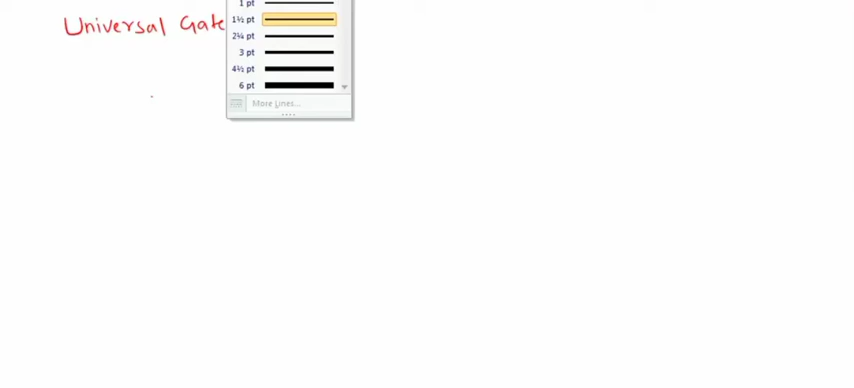 Universal Gate
1 pt
1½ pt
2¼ pt
3 pt
4½ pt
6 pt
More Lines...